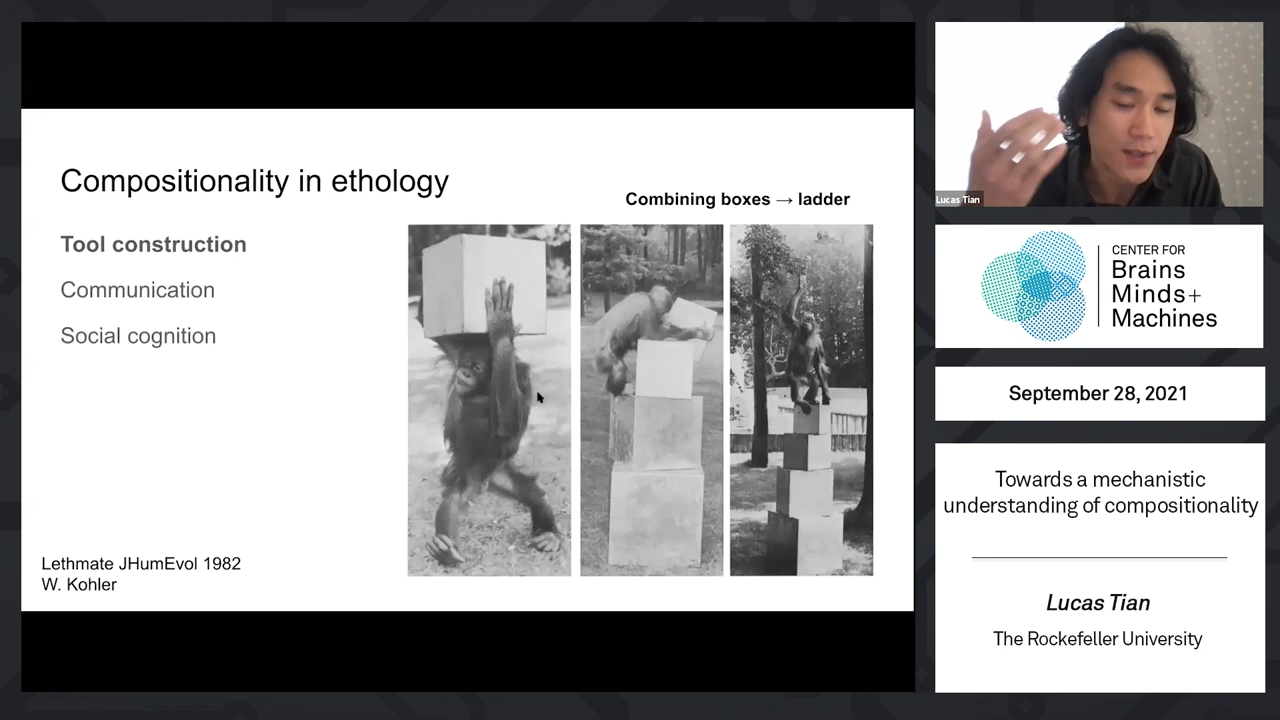 Compositionality in ethology
Combining boxes → ladder
Tool construction
Communication
Social cognition
Lethmate JHumEvol 1982
W. Kohler
Lucas Tian
CENTER FOR
Brains
Minds+
Machines
September 28, 2021
Towards a mechanistic
understanding of compositionality
Lucas Tian
The Rockefeller University